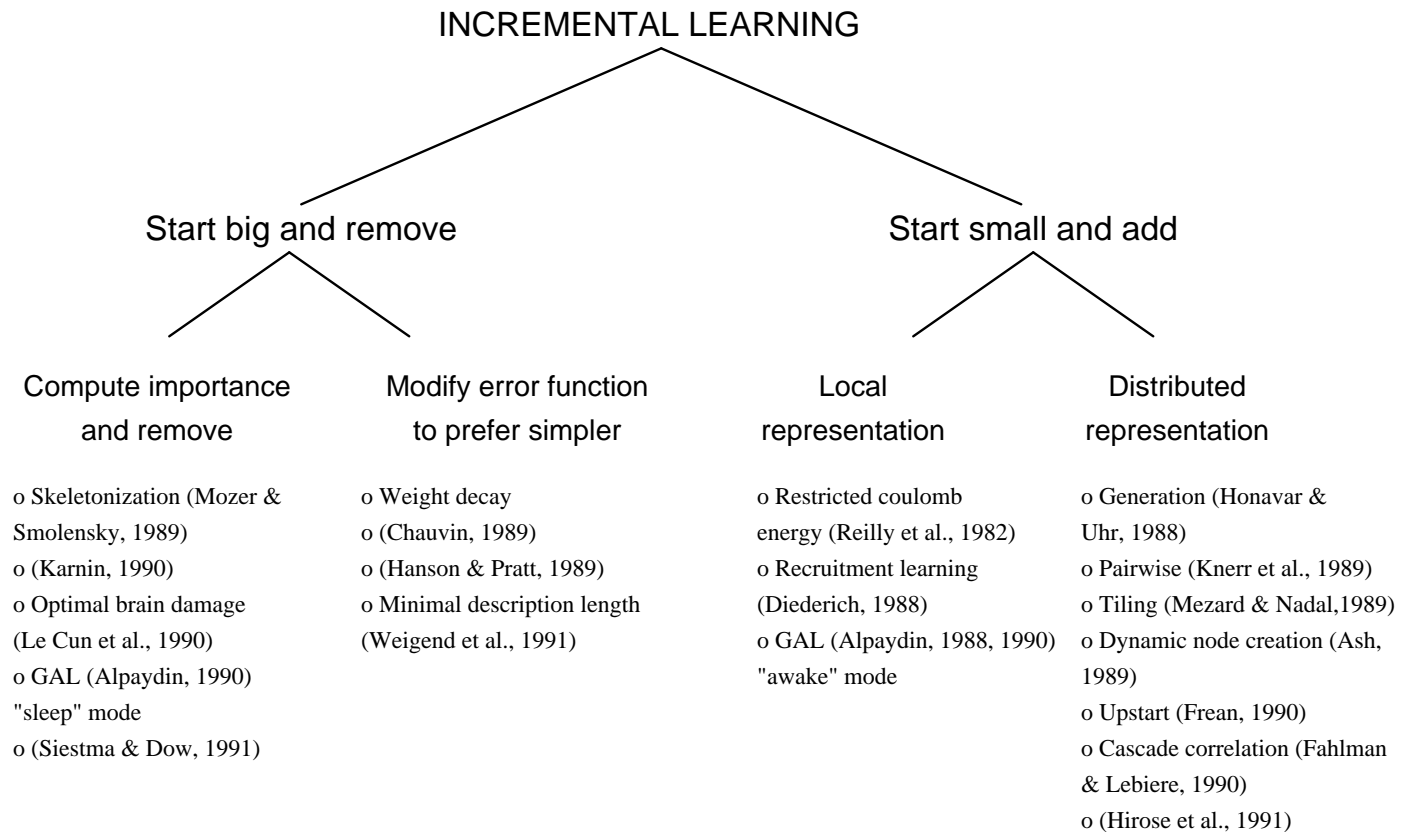 INCREMENTAL LEARNING
Start big and remove
Start small and add
Compute importance
and remove
Modify error function
to prefer simpler
Local
representation
Distributed
representation
o Skeletonization (Mozer &
Smolensky, 1989)
o (Karnin, 1990)
o Optimal brain damage
(Le Cun et al., 1990)
o GAL (Alpaydin, 1990)
"sleep" mode
o (Siestma & Dow, 1991)
o Weight decay
o (Chauvin, 1989)
o (Hanson & Pratt, 1989)
o Minimal description length
(Weigend et al., 1991)
o Restricted coulomb
energy (Reilly et al., 1982)
o Recruitment learning
(Diederich, 1988)
o GAL (Alpaydin, 1988, 1990)
"awake" mode
o Generation (Honavar &
Uhr, 1988)
o Pairwise (Knerr et al., 1989)
o Tiling (Mezard & Nadal,1989)
o Dynamic node creation (Ash,
1989)
o Upstart (Frean, 1990)
o Cascade correlation (Fahlman
& Lebiere, 1990)
o (Hirose et al., 1991)